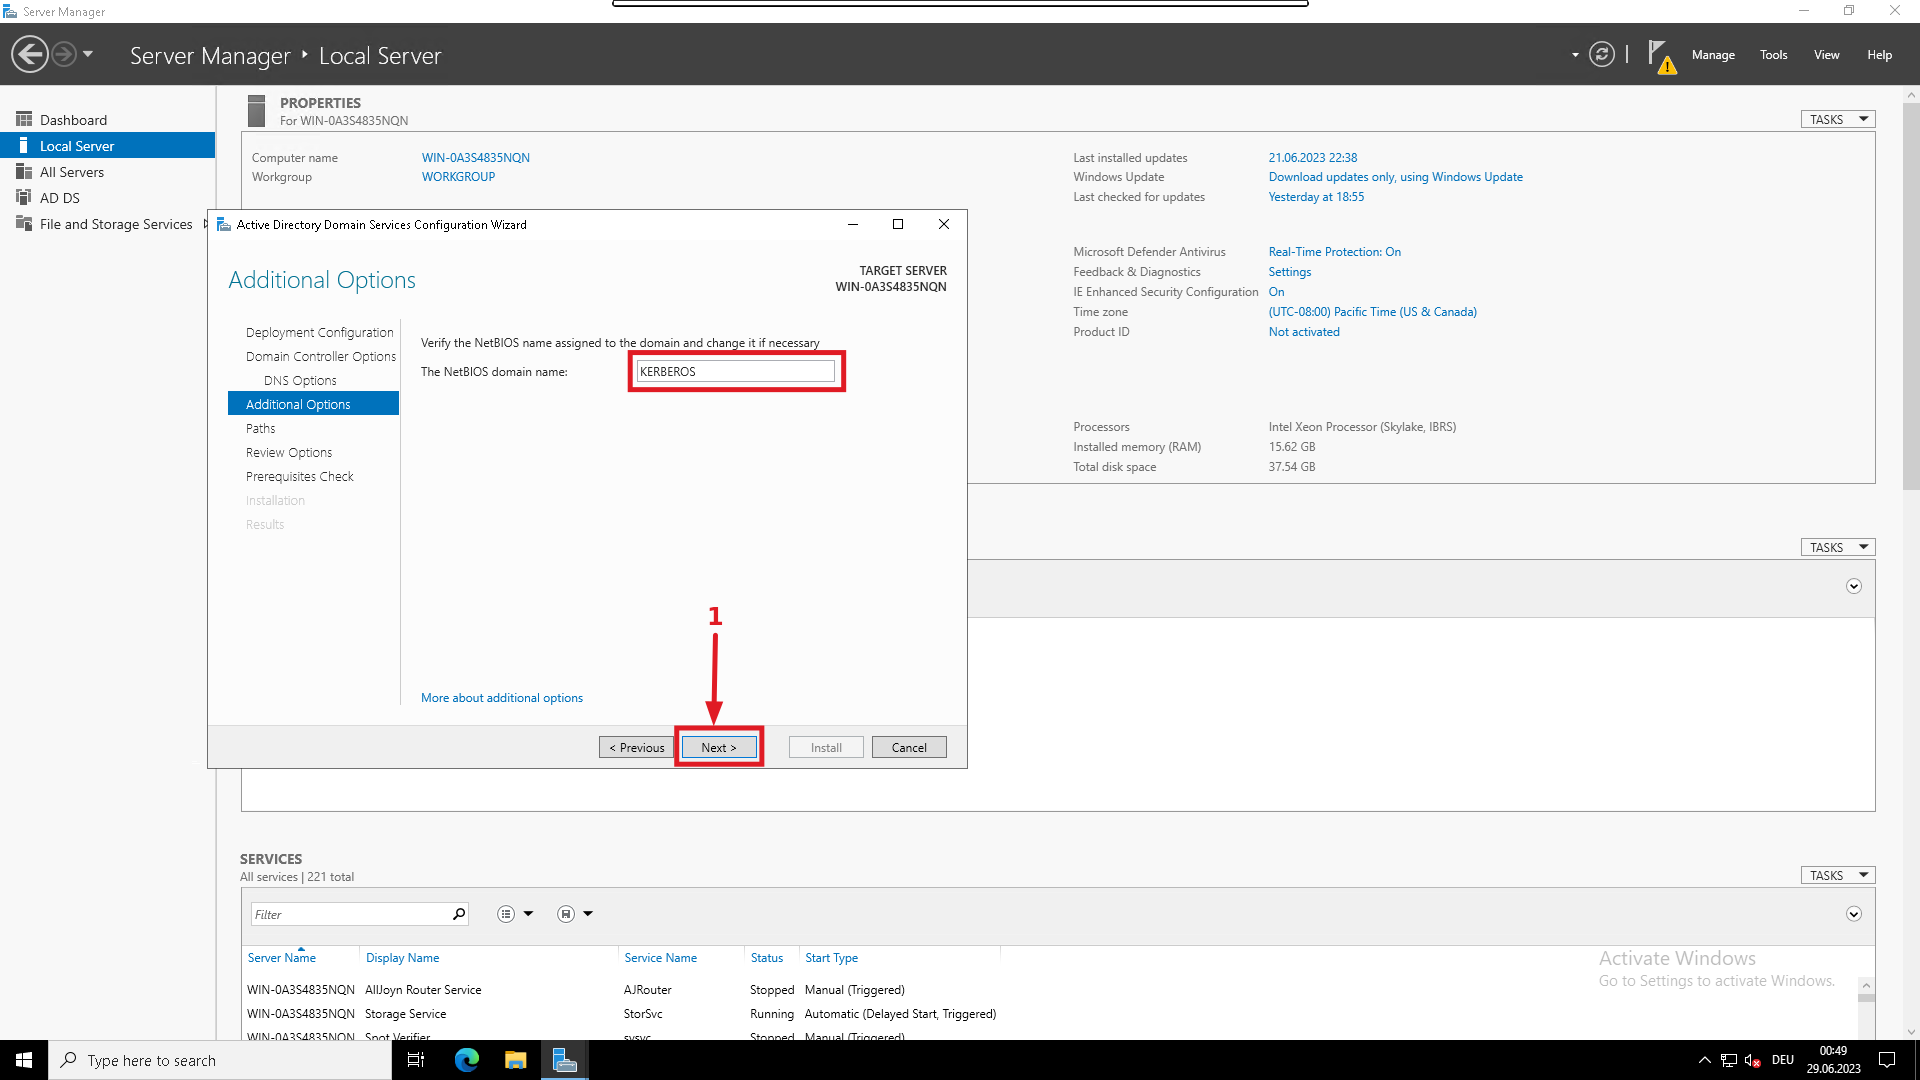 Server Manager
Server Manager ‣ Local Server
Manage
Tools
View
Help
Dashboard
Local Server
All Servers
AD DS
File and Storage Services
PROPERTIES
For WIN-0A3S4835NQN
TASKS
Computer name WIN-0A3S4835NQN
Workgroup WORKGROUP
Last installed updates 21.06.2023 22:38
Windows Update Download updates only, using Windows Update
Last checked for updates Yesterday at 18:55
Microsoft Defender Antivirus Real-Time Protection: On
Feedback & Diagnostics Settings
IE Enhanced Security Configuration On
Time zone (UTC-08:00) Pacific Time (US & Canada)
Product ID Not activated
Processors Intel Xeon Processor (Skylake, IBRS)
Installed memory (RAM) 15.62 GB
Total disk space 37.54 GB
Active Directory Domain Services Configuration Wizard
Additional Options
TARGET SERVER
WIN-0A3S4835NQN
Deployment Configuration
Domain Controller Options
DNS Options
Additional Options
Paths
Review Options
Prerequisites Check
Installation
Results
Verify the NetBIOS name assigned to the domain and change it if necessary
The NetBIOS domain name: KERBEROS
1
More about additional options
< Previous
Next >
Install
Cancel
TASKS
SERVICES
All services | 221 total
TASKS
Filter
Server Name Display Name Service Name Status Start Type
WIN-0A3S4835NQN AllJoyn Router Service AJRouter Stopped Manual (Triggered)
WIN-0A3S4835NQN Storage Service StorSvc Running Automatic (Delayed Start, Triggered)
WIN-0A3S4835NQN Spot Verifier svsvc Stopped Manual (Triggered)
Activate Windows
Go to Settings to activate Windows.
Type here to search
DEU
00:49
29.06.2023